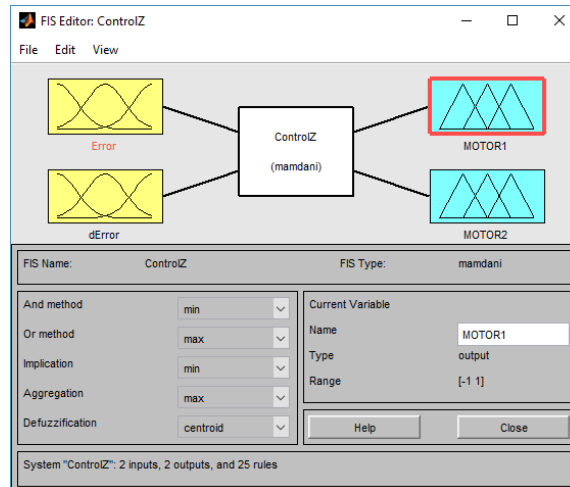 FIS Editor: ControlZ
File Edit View
Error
dError
ControlZ
(mamdani)
MOTOR1
MOTOR2
FIS Name: ControlZ FIS Type: mamdani
And method min
Or method max
Implication min
Aggregation max
Defuzzification centroid
Current Variable
Name MOTOR1
Type output
Range [-1 1]
Help Close
System "ControlZ": 2 inputs, 2 outputs, and 25 rules